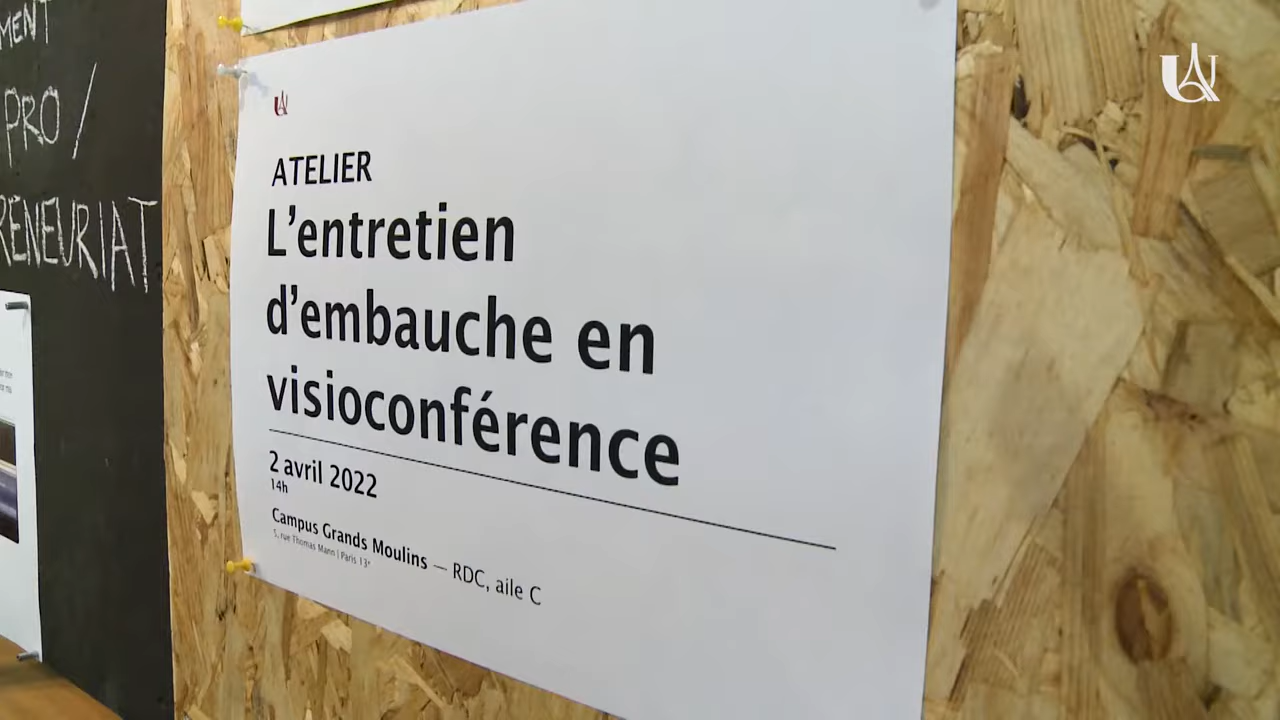 MENT
PRO /
RENEURIAT
ATELIER
L'entretien
d'embauche en
visioconférence
2 avril 2022
14h
Campus Grands Moulins — RDC, aile C
5, rue Thomas Mann | Paris 13e